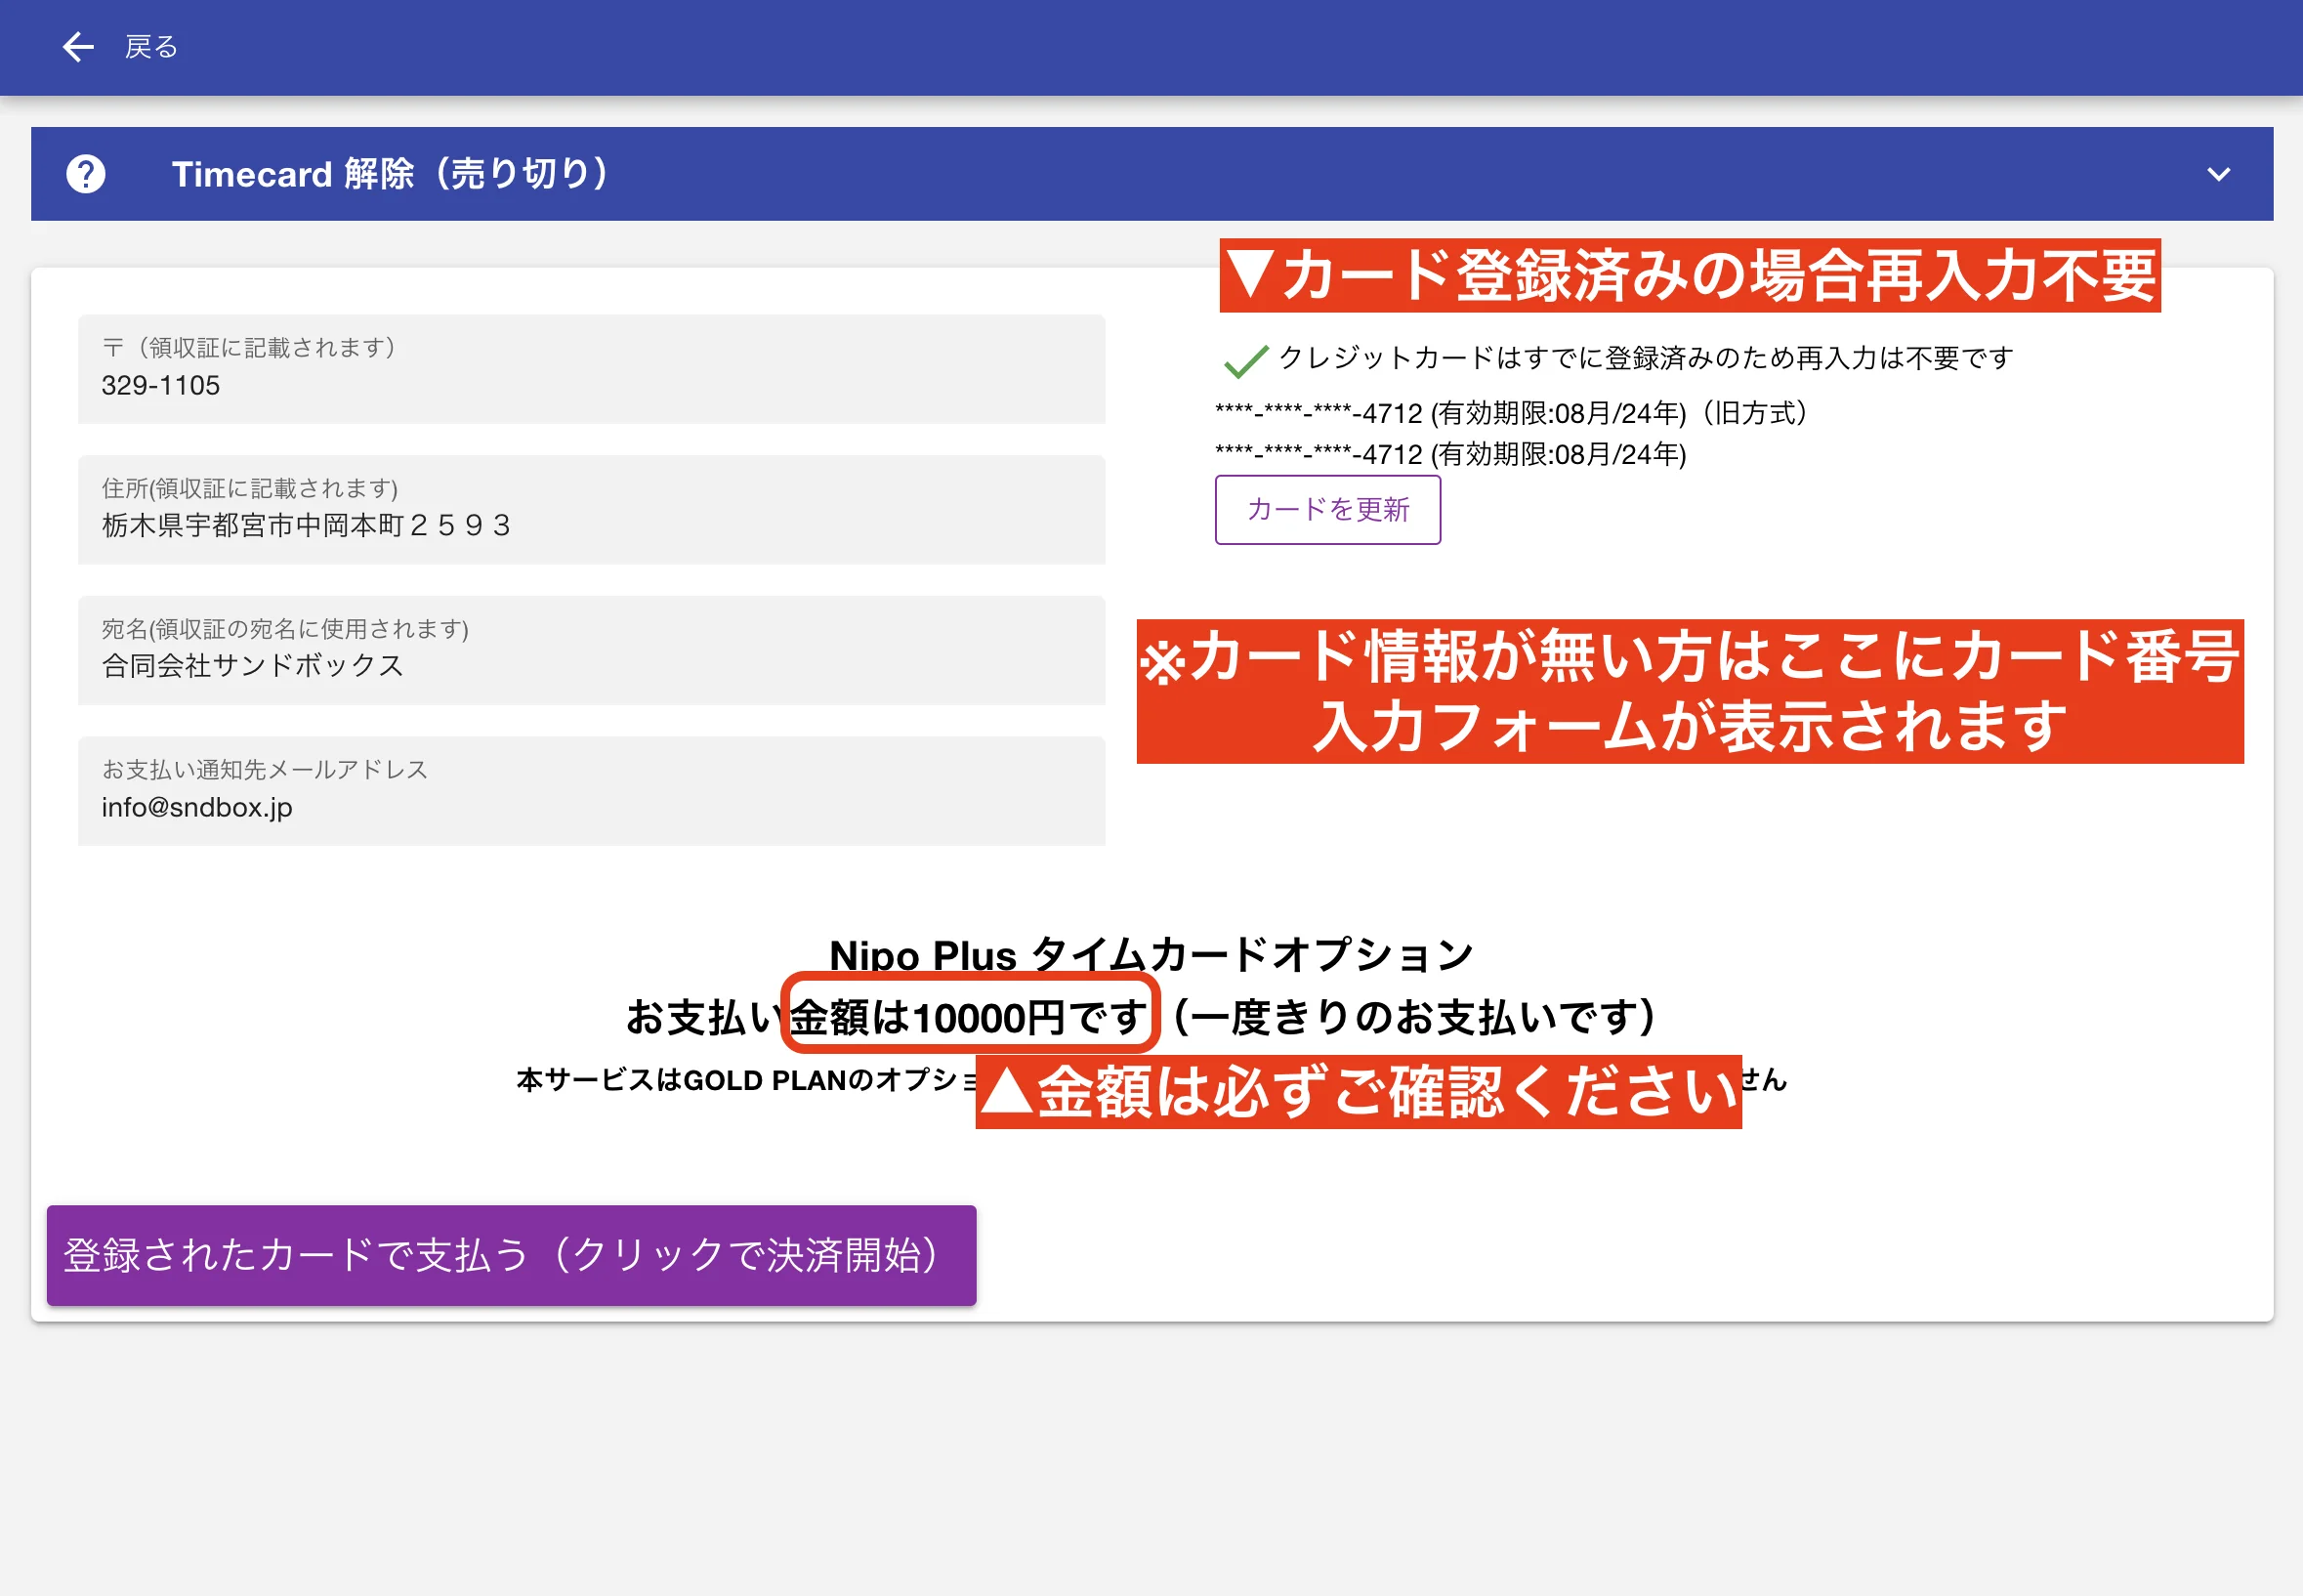 戻る
Timecard 解除（売り切り）
▼カード登録済みの場合再入力不要
〒（領収証に記載されます）
329-1105
住所(領収証に記載されます)
栃木県宇都宮市中岡本町２５９３
宛名(領収証の宛名に使用されます)
合同会社サンドボックス
お支払い通知先メールアドレス
info@sndbox.jp
クレジットカードはすでに登録済みのため再入力は不要です
****-****-****-4712 (有効期限:08月/24年)（旧方式）
****-****-****-4712 (有効期限:08月/24年)
カードを更新
※カード情報が無い方はここにカード番号
入力フォームが表示されます
Nipo Plus タイムカードオプション
お支払い金額は10000円です（一度きりのお支払いです）
本サービスはGOLD PLANのオプショ
せん
▲金額は必ずご確認ください
登録されたカードで支払う（クリックで決済開始）